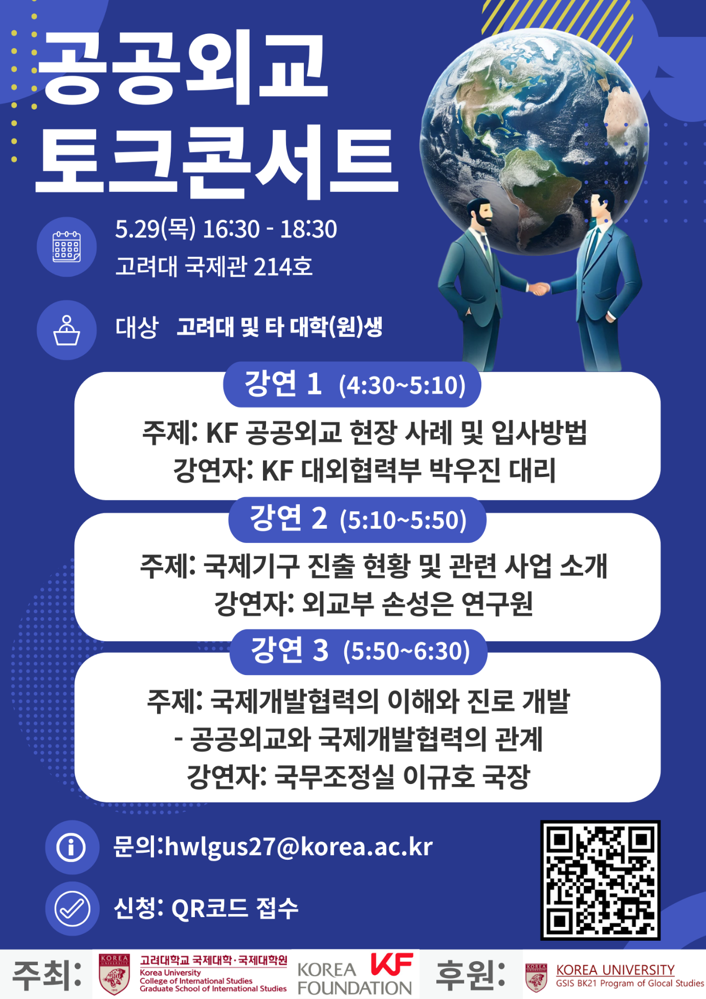 공공외교
토크콘서트
5.29(목) 16:30 - 18:30
고려대 국제관 214호
대상 고려대 및 타 대학(원)생
강연 1 (4:30~5:10)
주제: KF 공공외교 현장 사례 및 입사방법
강연자: KF 대외협력부 박우진 대리
강연 2 (5:10~5:50)
주제: 국제기구 진출 현황 및 관련 사업 소개
강연자: 외교부 손성은 연구원
강연 3 (5:50~6:30)
주제: 국제개발협력의 이해와 진로 개발
- 공공외교와 국제개발협력의 관계
강연자: 국무조정실 이규호 국장
문의:hwlgus27@korea.ac.kr
신청: QR코드 접수
주최:
KOREA
UNIVERSITY
1905
고려대학교 국제대학·국제대학원
Korea University
College of International Studies
Graduate School of International Studies
KF
KOREA
FOUNDATION
후원:
KOREA
UNIVERSITY
KOREA UNIVERSITY
GSIS BK21 Program of Glocal Studies